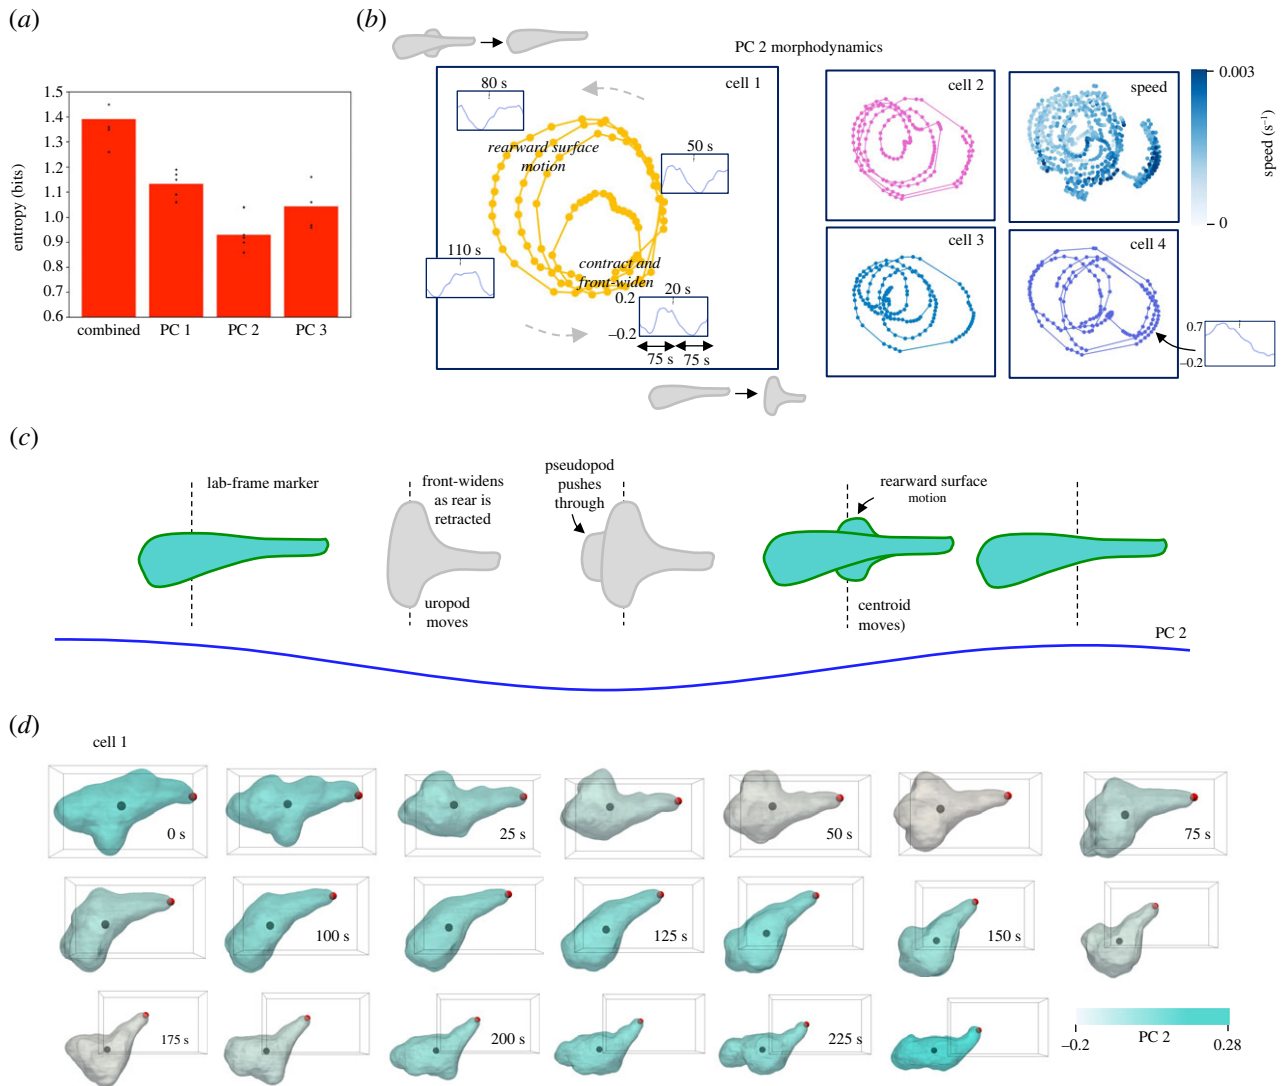 (a)
entropy (bits)
1.5
1.4
1.3
1.2
1.1
1.0
0.9
0.8
0.7
0.6
combined PC 1 PC 2 PC 3
(b)
PC 2 morphodynamics
cell 1
80 s
rearward surface
motion
50 s
110 s
contract and
front-widen
0.2
–0.2
20 s
75 s 75 s
cell 2
speed
cell 3
cell 4
0.7
–0.2
0.003
0
speed (s⁻¹)
(c)
lab-frame marker
front-widens
as rear is
retracted
uropod
moves
pseudopod
pushes
through
rearward surface
motion
centroid
moves)
PC 2
(d)
cell 1
0 s
25 s
50 s
75 s
100 s
125 s
150 s
175 s
200 s
225 s
–0.2 PC 2 0.28